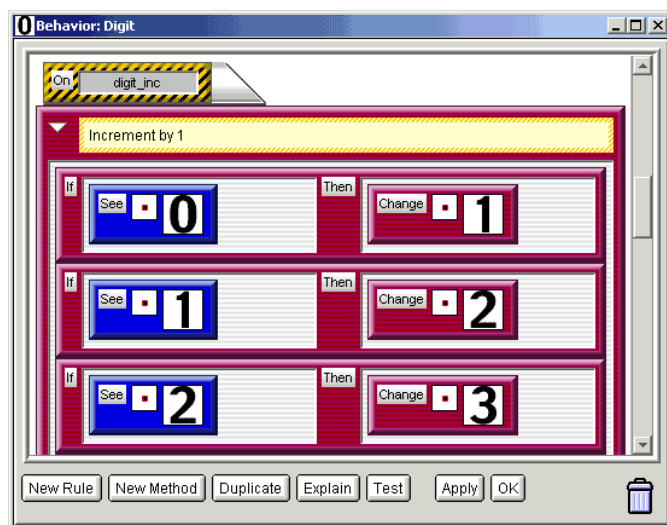 0 Behavior: Digit
On digit_inc
Increment by 1
If See 0 Then Change 1
If See 1 Then Change 2
If See 2 Then Change 3
New Rule New Method Duplicate Explain Test Apply OK